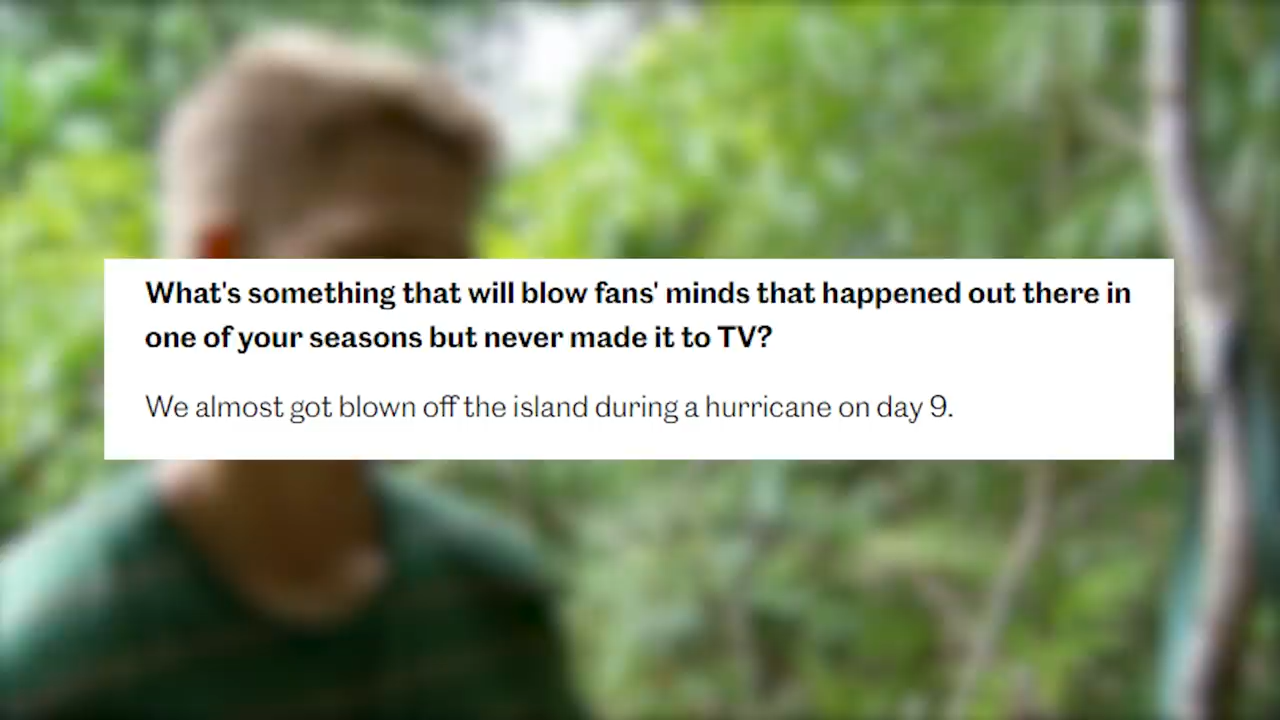 What's something that will blow fans' minds that happened out there in
one of your seasons but never made it to TV?
We almost got blown off the island during a hurricane on day 9.